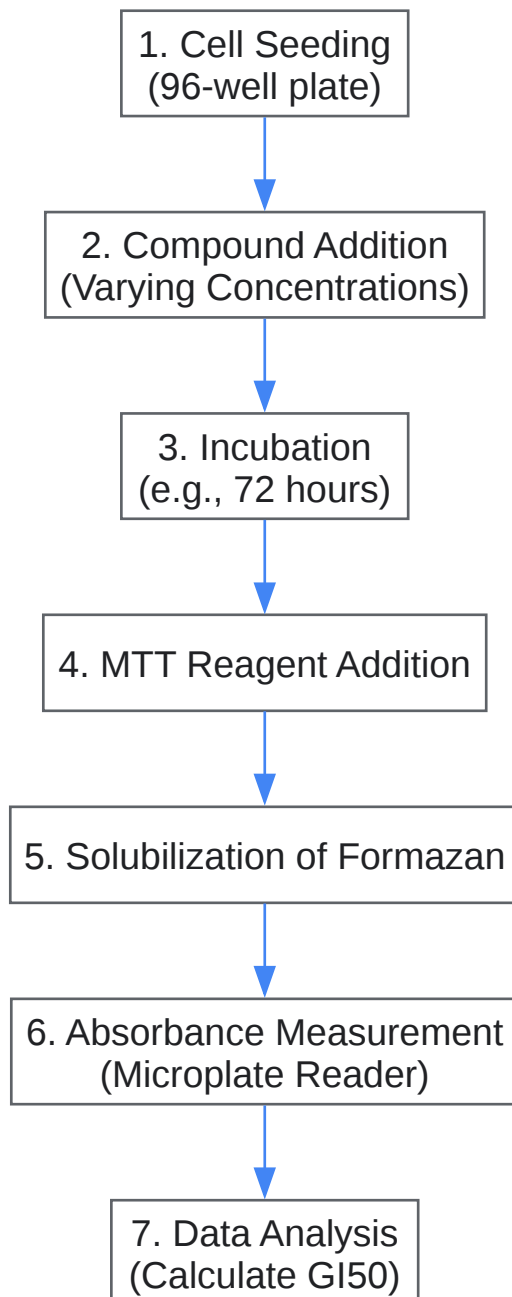 1. Cell Seeding
(96-well plate)
2. Compound Addition
(Varying Concentrations)
3. Incubation
(e.g., 72 hours)
4. MTT Reagent Addition
5. Solubilization of Formazan
6. Absorbance Measurement
(Microplate Reader)
7. Data Analysis
(Calculate GI50)